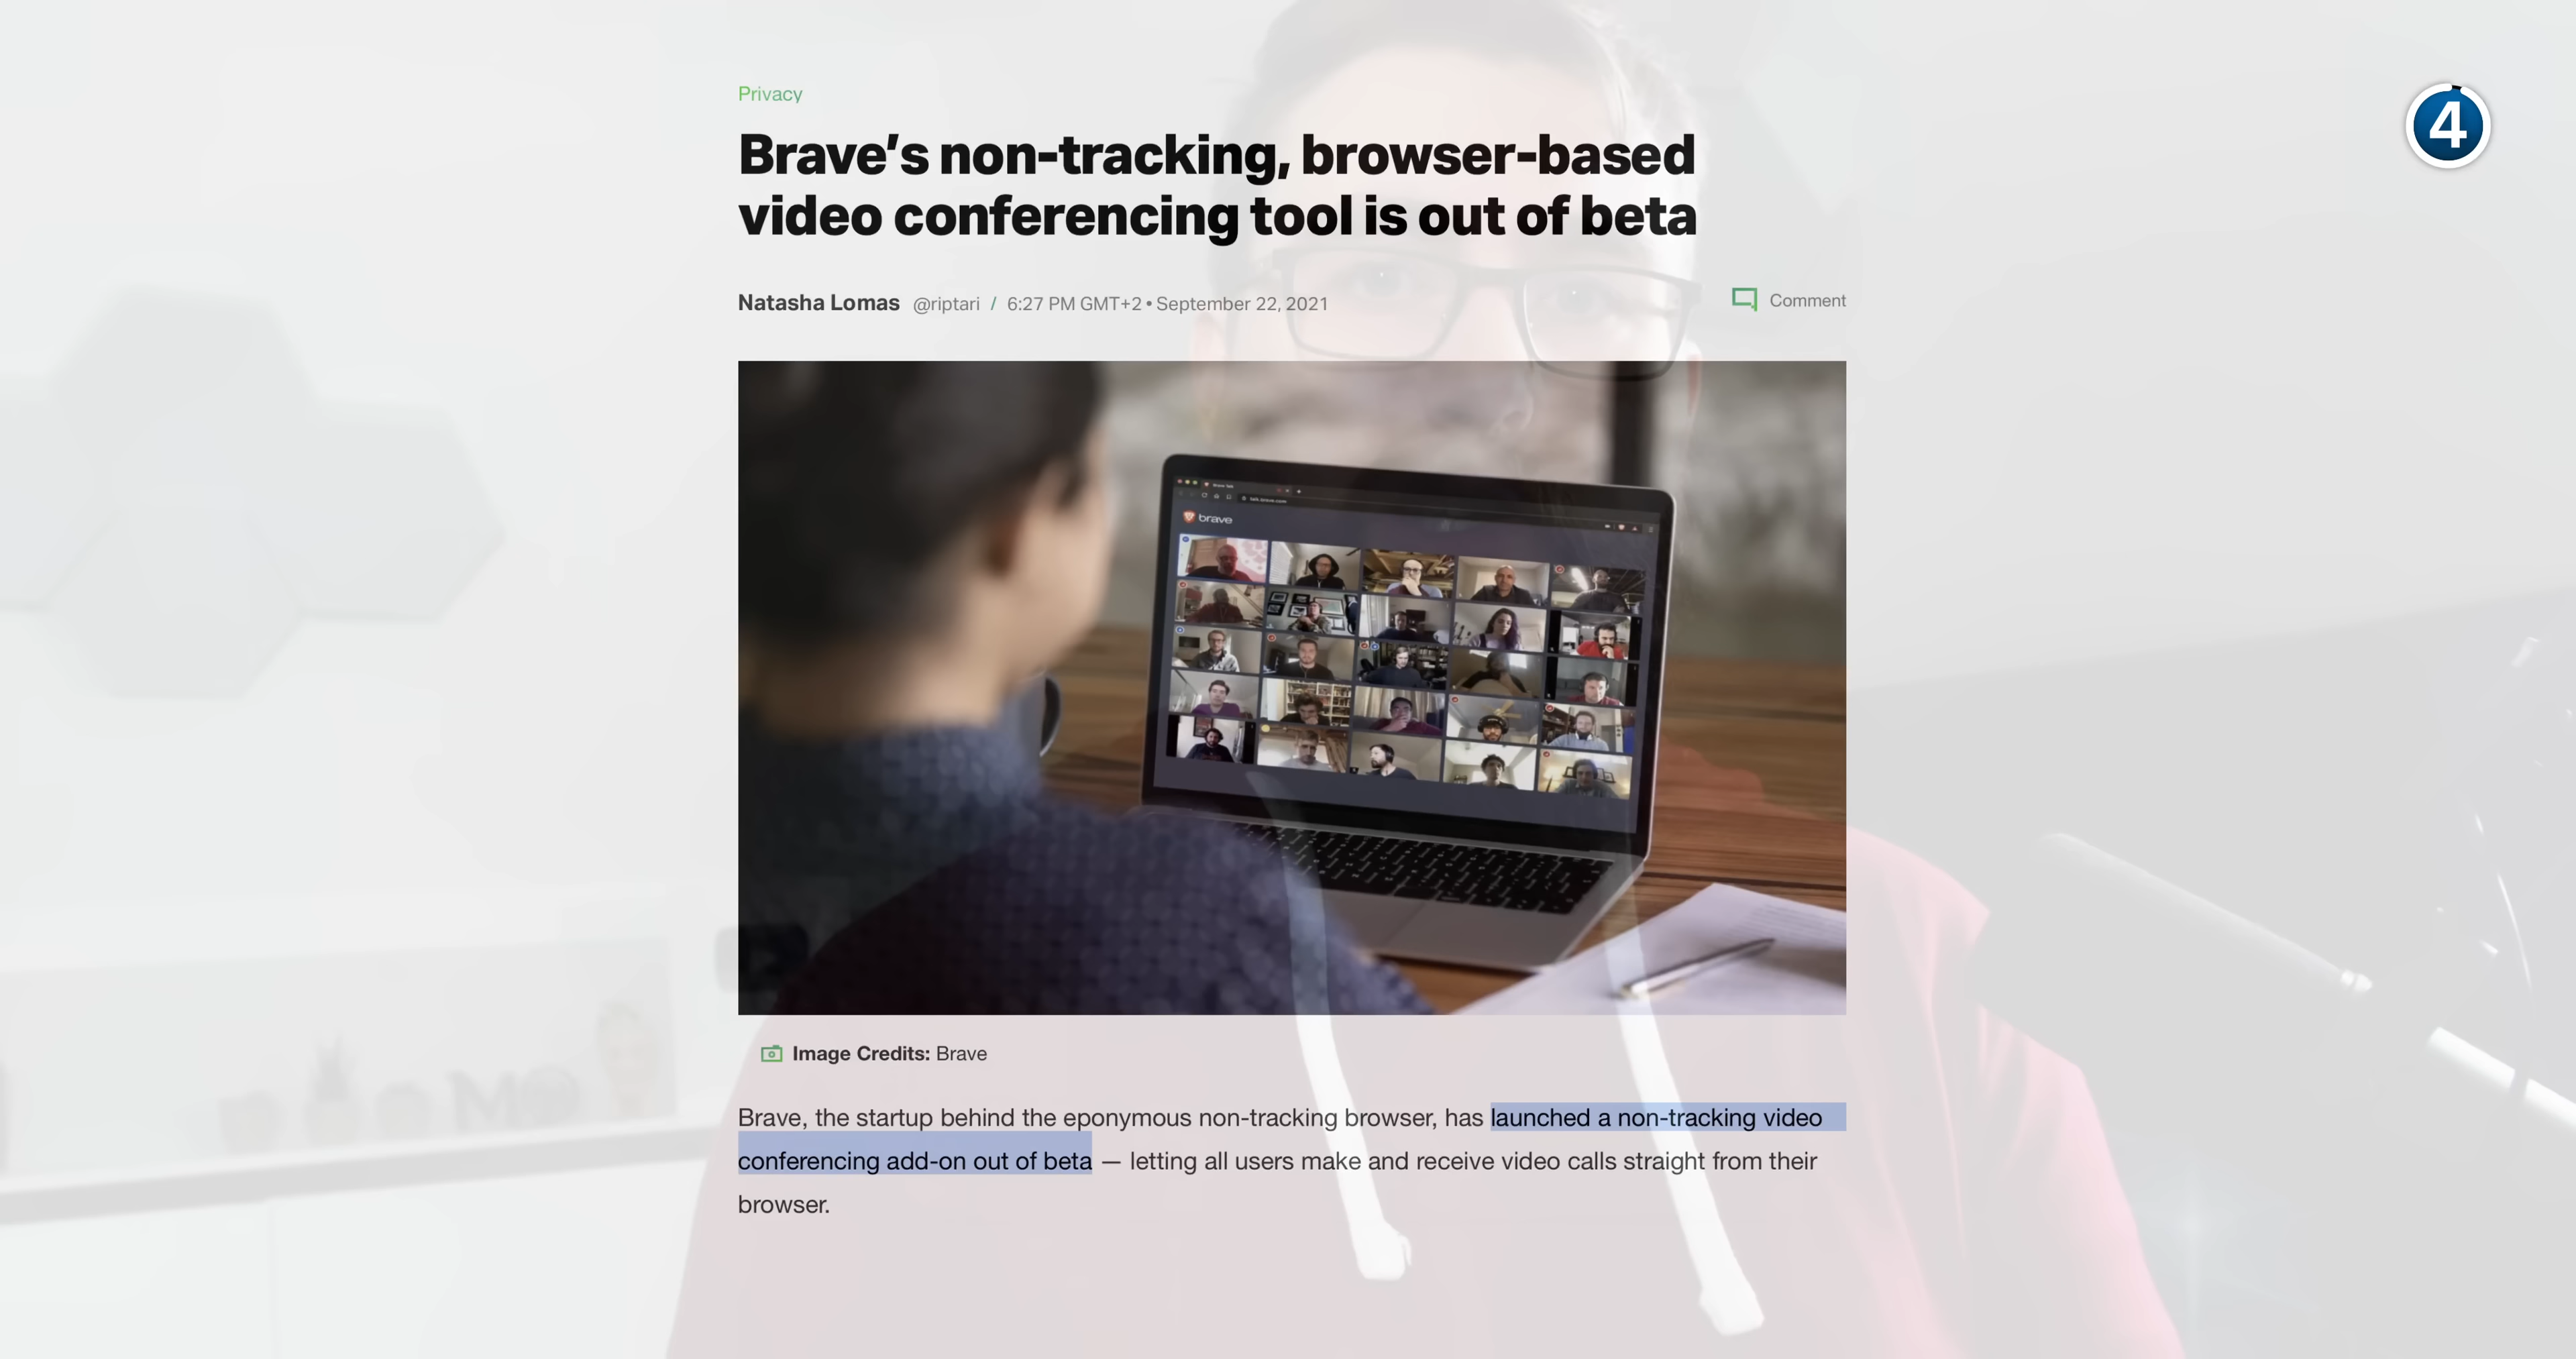 Privacy
4
Brave’s non-tracking, browser-based
video conferencing tool is out of beta
Natasha Lomas @riptari / 6:27 PM GMT+2 • September 22, 2021
Comment
brave
Image Credits: Brave
Brave, the startup behind the eponymous non-tracking browser, has launched a non-tracking video
conferencing add-on out of beta — letting all users make and receive video calls straight from their
browser.